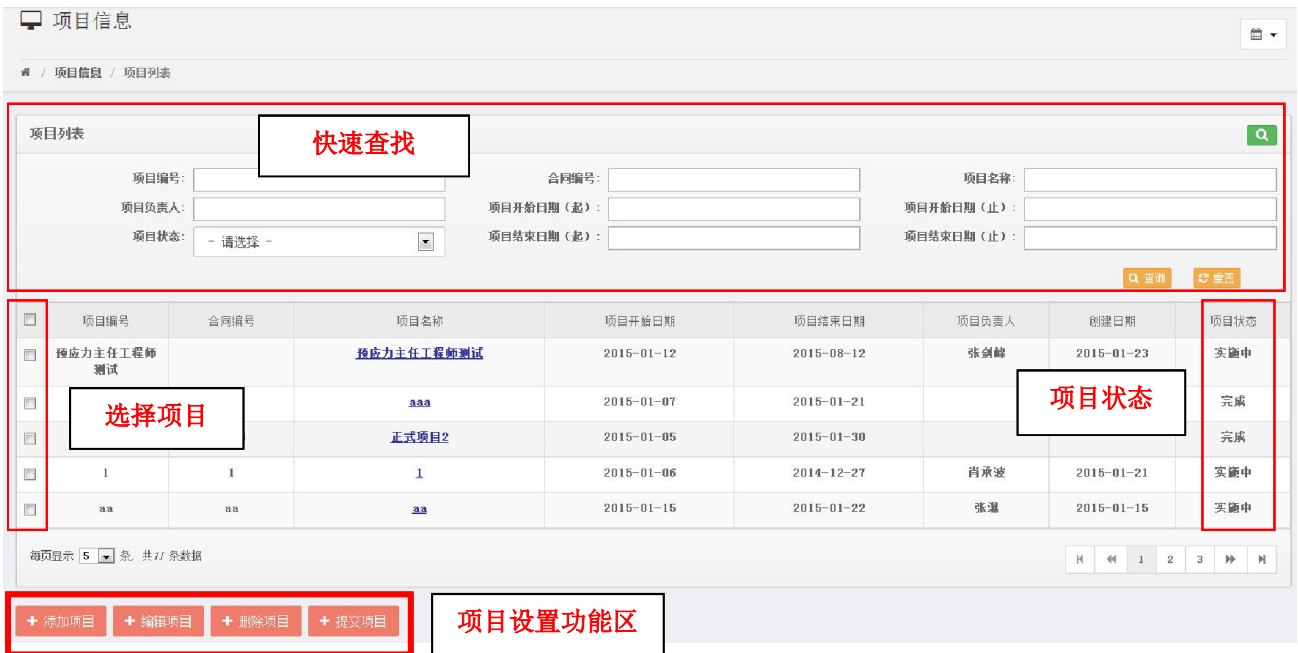 项目信息
/ 项目信息 / 项目列表
项目列表
快速查找
项目编号: 合同编号: 项目名称:
项目负责人: 项目开始日期（起）: 项目开始日期（止）:
项目状态: - 请选择 - 项目结束日期（起）: 项目结束日期（止）:
查询 重置
项目编号 合同编号 项目名称 项目开始日期 项目结束日期 项目负责人 创建日期 项目状态
预应力主任工程师测试 预应力主任工程师测试 2015-01-12 2015-08-12 张剑峰 2015-01-23 实施中
选择项目
项目状态
aaa 2015-01-07 2015-01-21 完成
正式项目2 2015-01-05 2015-01-30 完成
1 1 1 2015-01-06 2014-12-27 肖承波 2015-01-21 实施中
aa aa aa 2015-01-15 2015-01-22 张瀑 2015-01-15 实施中
每页显示 5 条. 共11 条数据 1 2 3
+ 添加项目 + 编辑项目 + 删除项目 + 提交项目
项目设置功能区